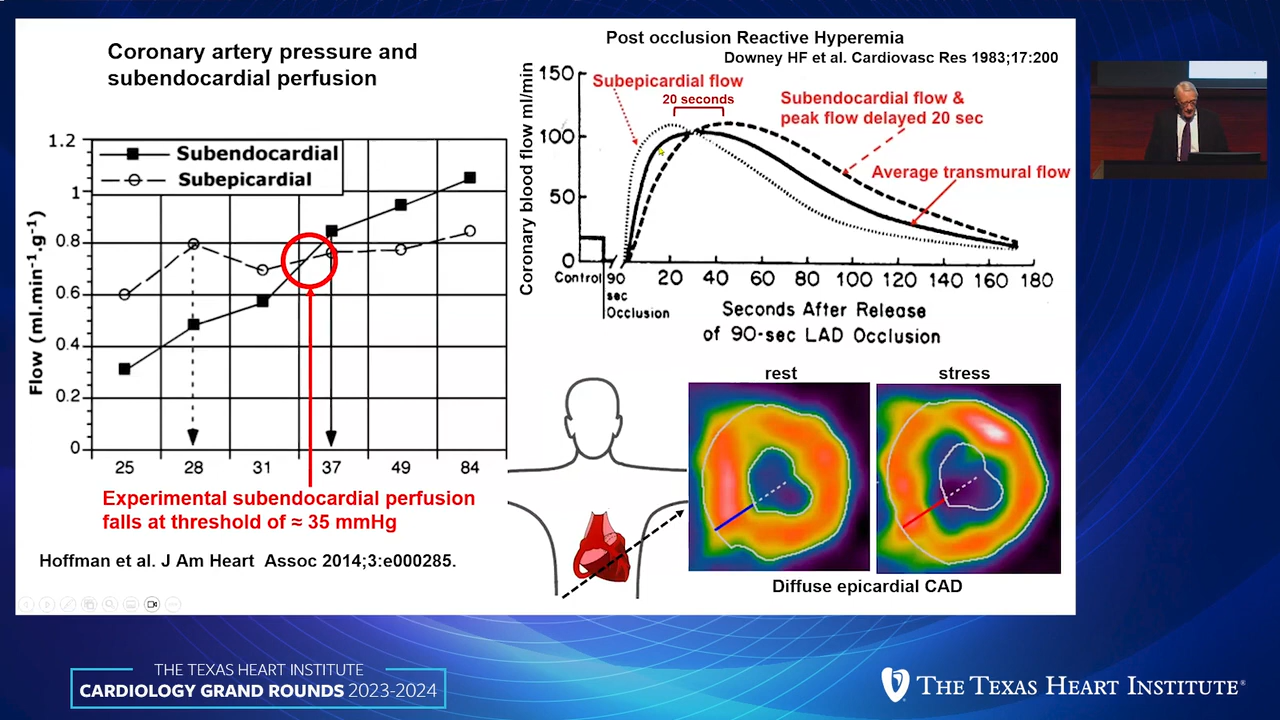 Coronary artery pressure and
subendocardial perfusion
1.2
1
0.8
0.6
0.4
0.2
0
Flow (ml.min⁻¹.g⁻¹)
Subendocardial
Subepicardial
25 28 31 37 49 84
Experimental subendocardial perfusion
falls at threshold of ≈ 35 mmHg
Hoffman et al. J Am Heart Assoc 2014;3:e000285.
Post occlusion Reactive Hyperemia
Downey HF et al. Cardiovasc Res 1983;17:200
Coronary blood flow ml/min
150
100
50
0
Subepicardial flow
20 seconds
Subendocardial flow &
peak flow delayed 20 sec
Average transmural flow
Control
90
sec
Occlusion
20 40 60 80 100 120 140 160 180
Seconds After Release
of 90-sec LAD Occlusion
rest
stress
Diffuse epicardial CAD
THE TEXAS HEART INSTITUTE
CARDIOLOGY GRAND ROUNDS 2023-2024
THE TEXAS HEART INSTITUTE®